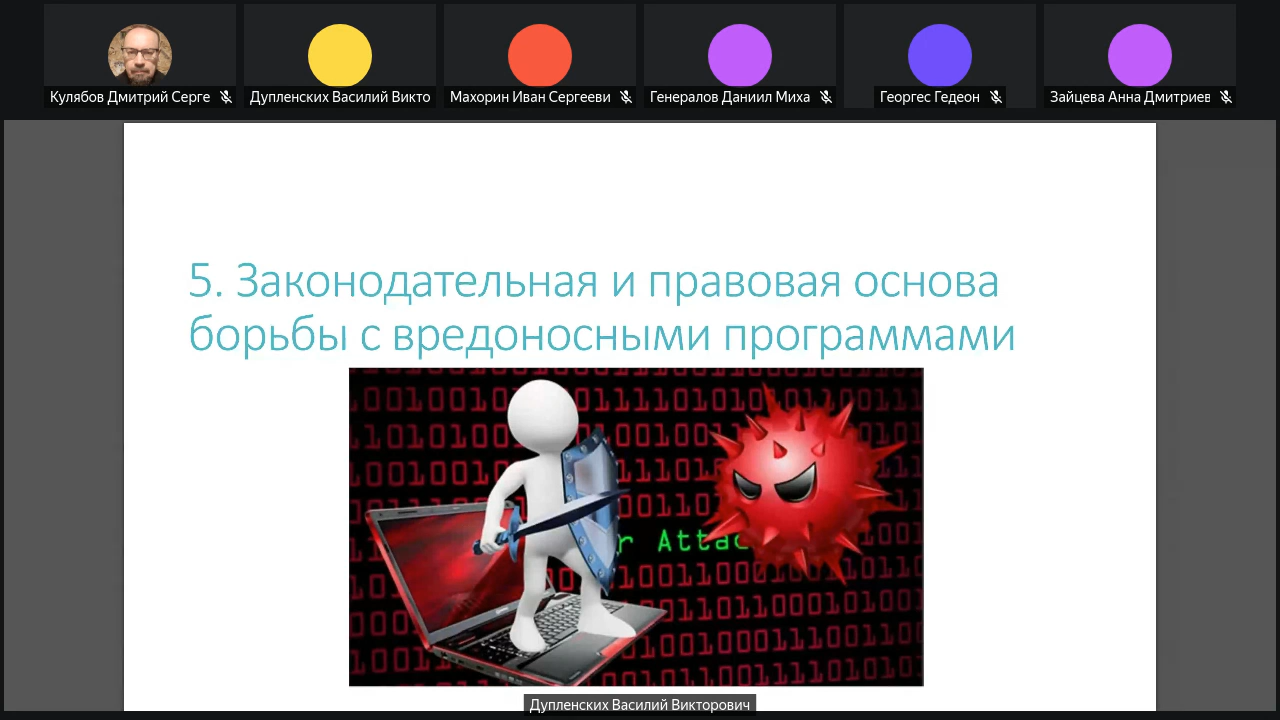 Кулябов Дмитрий Серге
Дупленских Василий Викто
Махорин Иван Сергееви
Генералов Даниил Миха
Георгес Гедеон
Зайцева Анна Дмитриев
5. Законодательная и правовая основа
борьбы с вредоносными программами
r Attac
Дупленских Василий Викторович